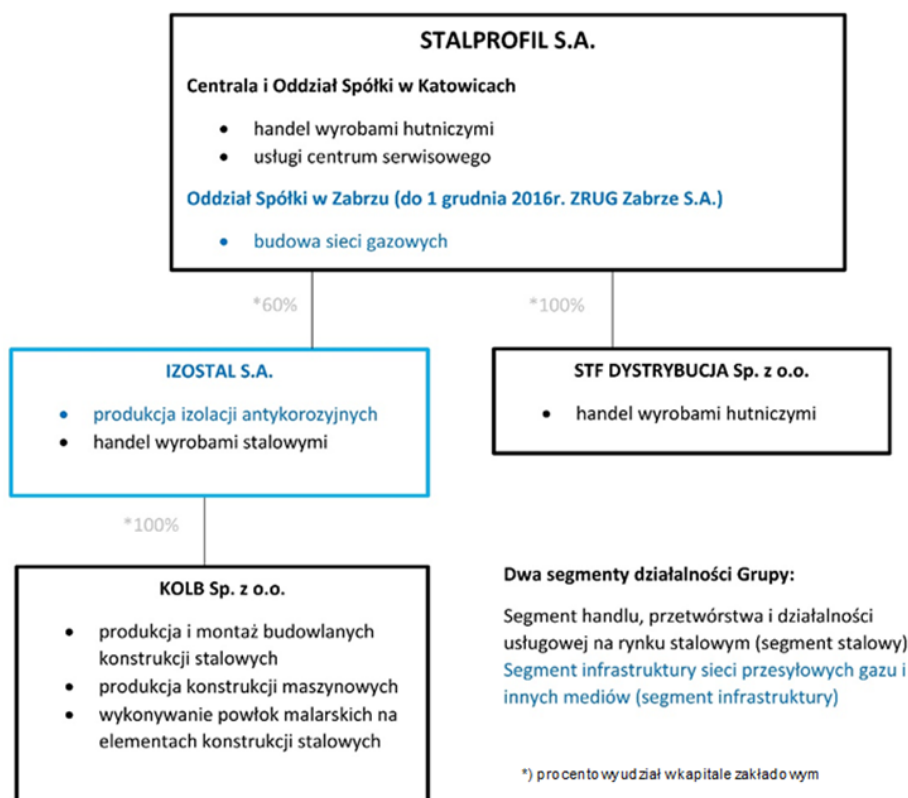 STALPROFIL S.A.
Centrala i Oddział Spółki w Katowicach
• handel wyrobami hutniczymi
• usługi centrum serwisowego
Oddział Spółki w Zabrzu (do 1 grudnia 2016r. ZRUG Zabrze S.A.)
• budowa sieci gazowych
*60%
*100%
IZOSTAL S.A.
• produkcja izolacji antykorozyjnych
• handel wyrobami stalowymi
STF DYSTRYBUCJA Sp. z o.o.
• handel wyrobami hutniczymi
*100%
KOLB Sp. z o.o.
• produkcja i montaż budowlanych
konstrukcji stalowych
• produkcja konstrukcji maszynowych
• wykonywanie powłok malarskich na
elementach konstrukcji stalowych
Dwa segmenty działalności Grupy:
Segment handlu, przetwórstwa i działalności
usługowej na rynku stalowym (segment stalowy)
Segment infrastruktury sieci przesyłowych gazu i
innych mediów (segment infrastruktury)
*) procentowy udział w kapitale zakładowym